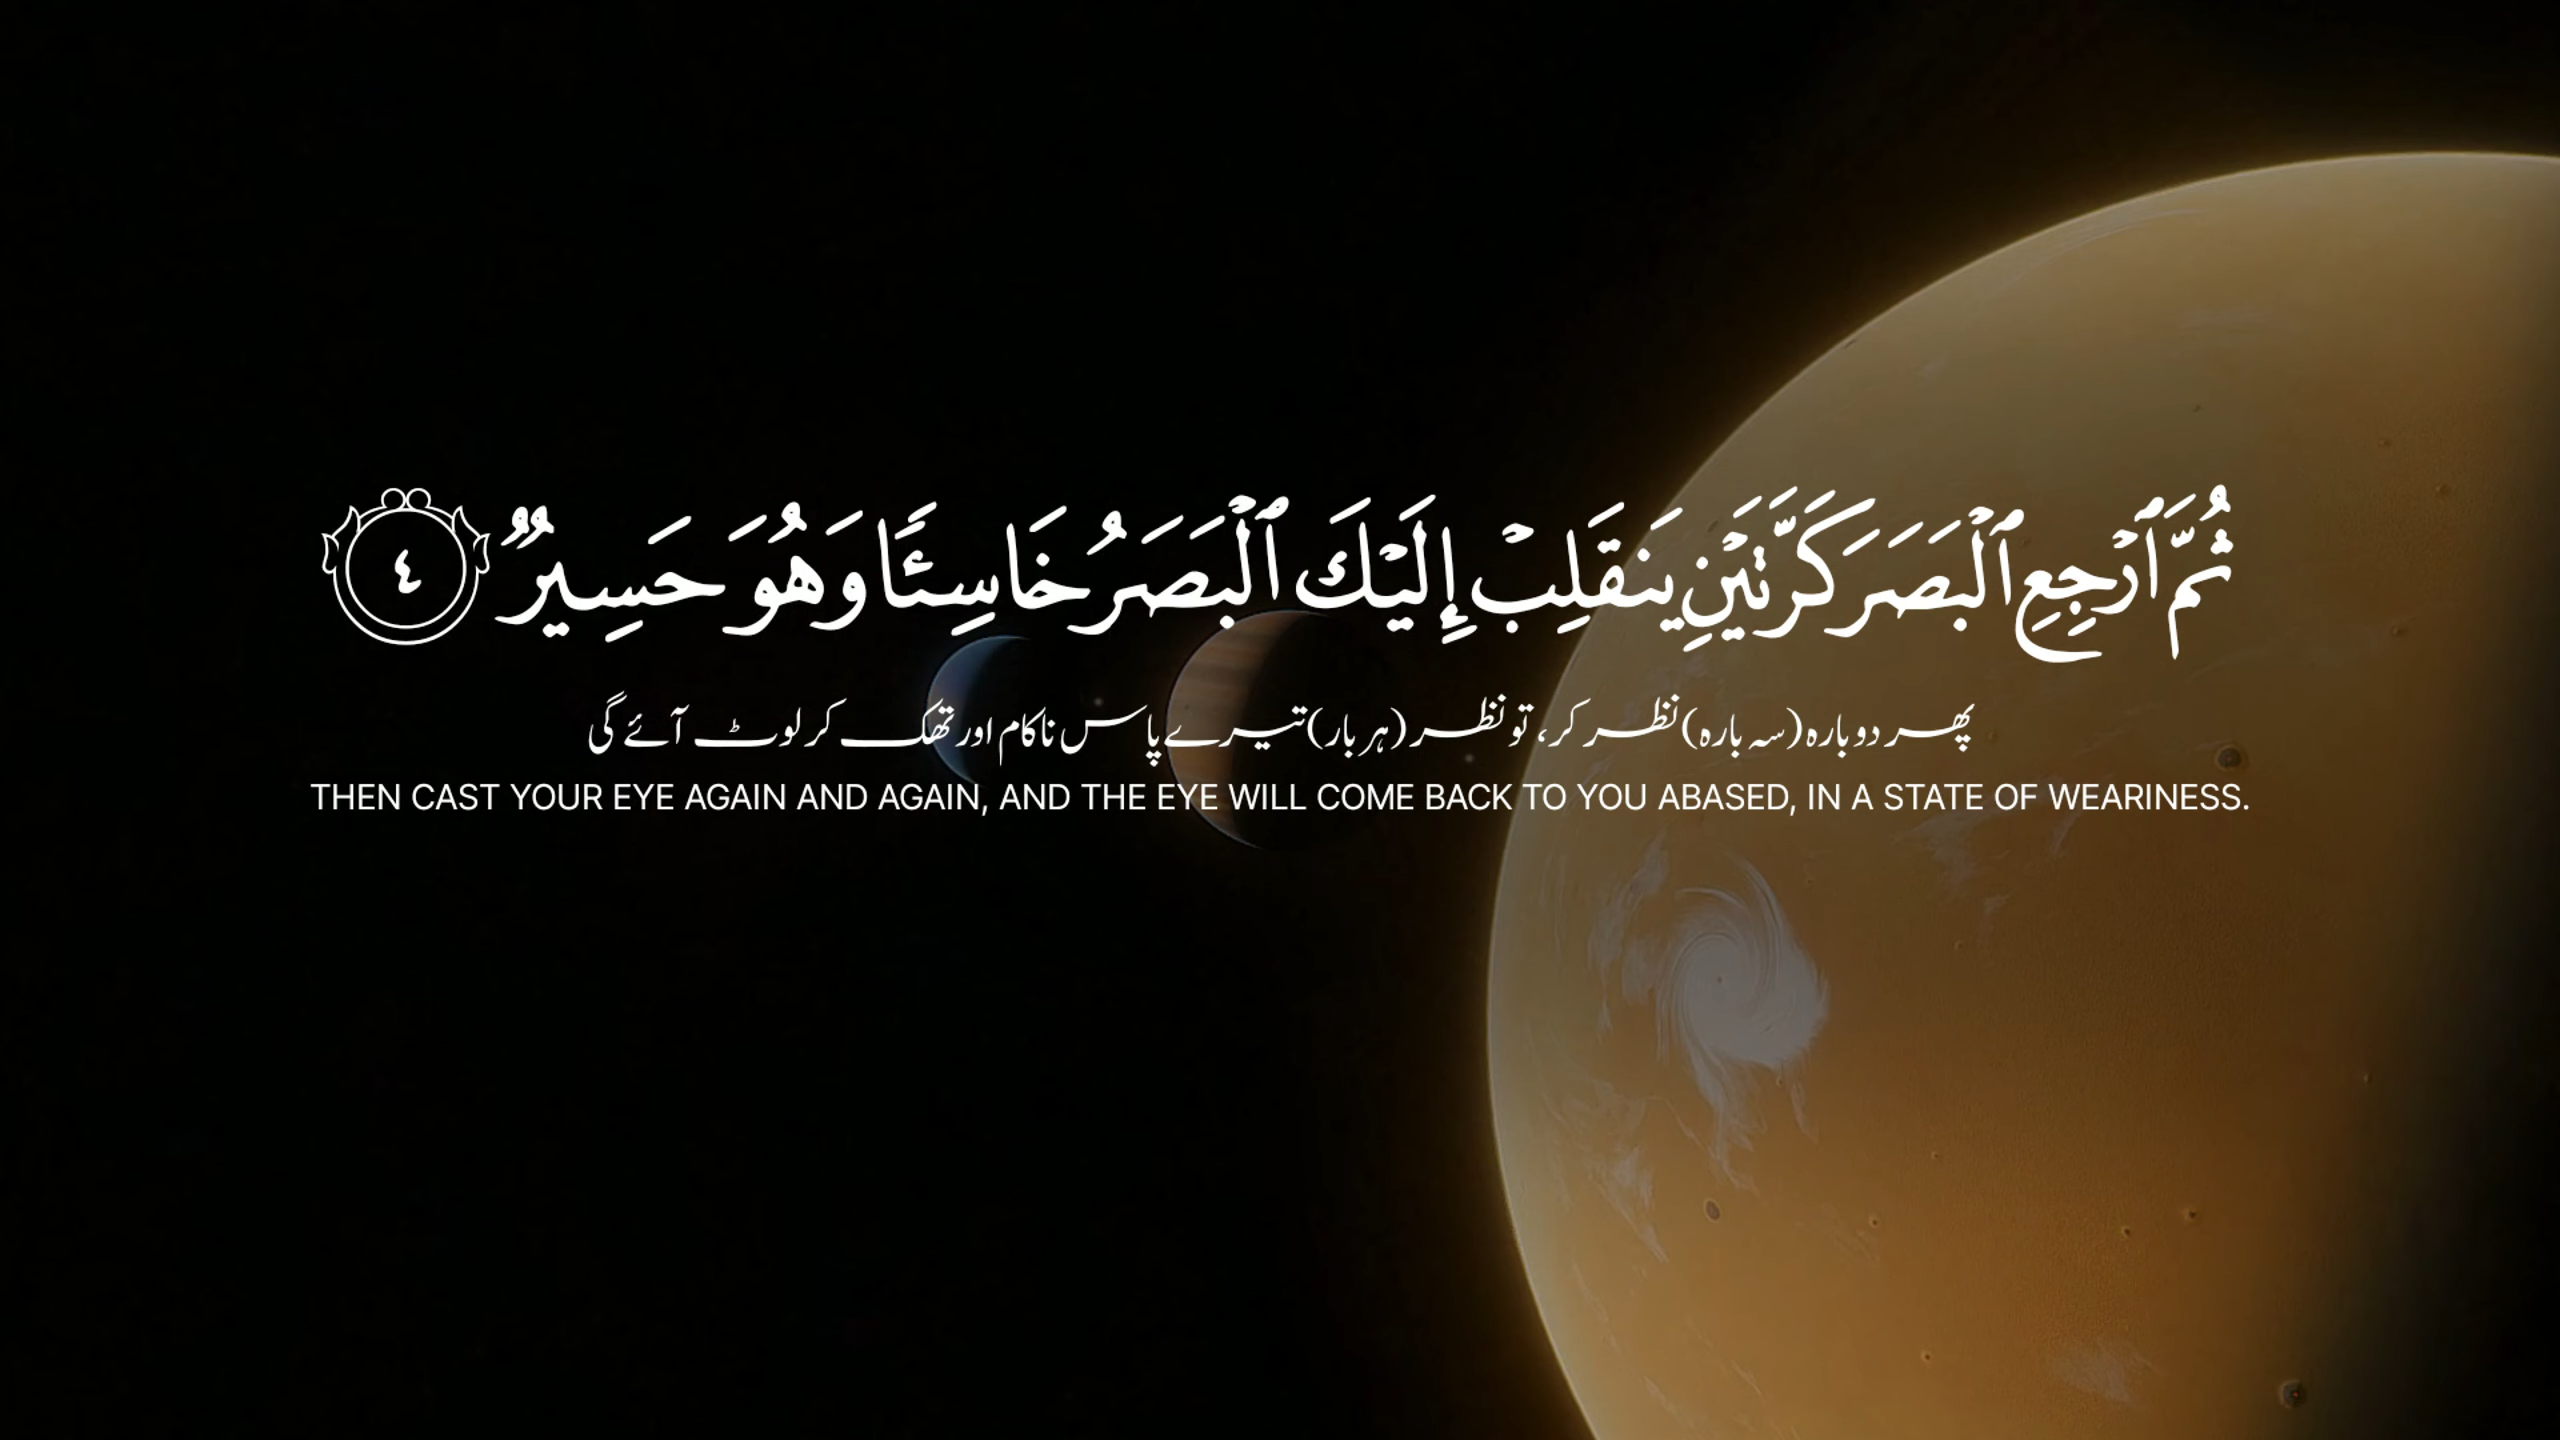 ثُمَّ ٱرْجِعِ ٱلْبَصَرَ كَرَّتَيْنِ يَنقَلِبْ إِلَيْكَ ٱلْبَصَرُ خَاسِئًا وَهُوَ حَسِيرٌ ٤
پھر دوبارہ (سہ بارہ) نظر کر، تو نظر (ہر بار) تیرے پاس ناکام اور تھک کر لوٹ آئے گی
THEN CAST YOUR EYE AGAIN AND AGAIN, AND THE EYE WILL COME BACK TO YOU ABASED, IN A STATE OF WEARINESS.